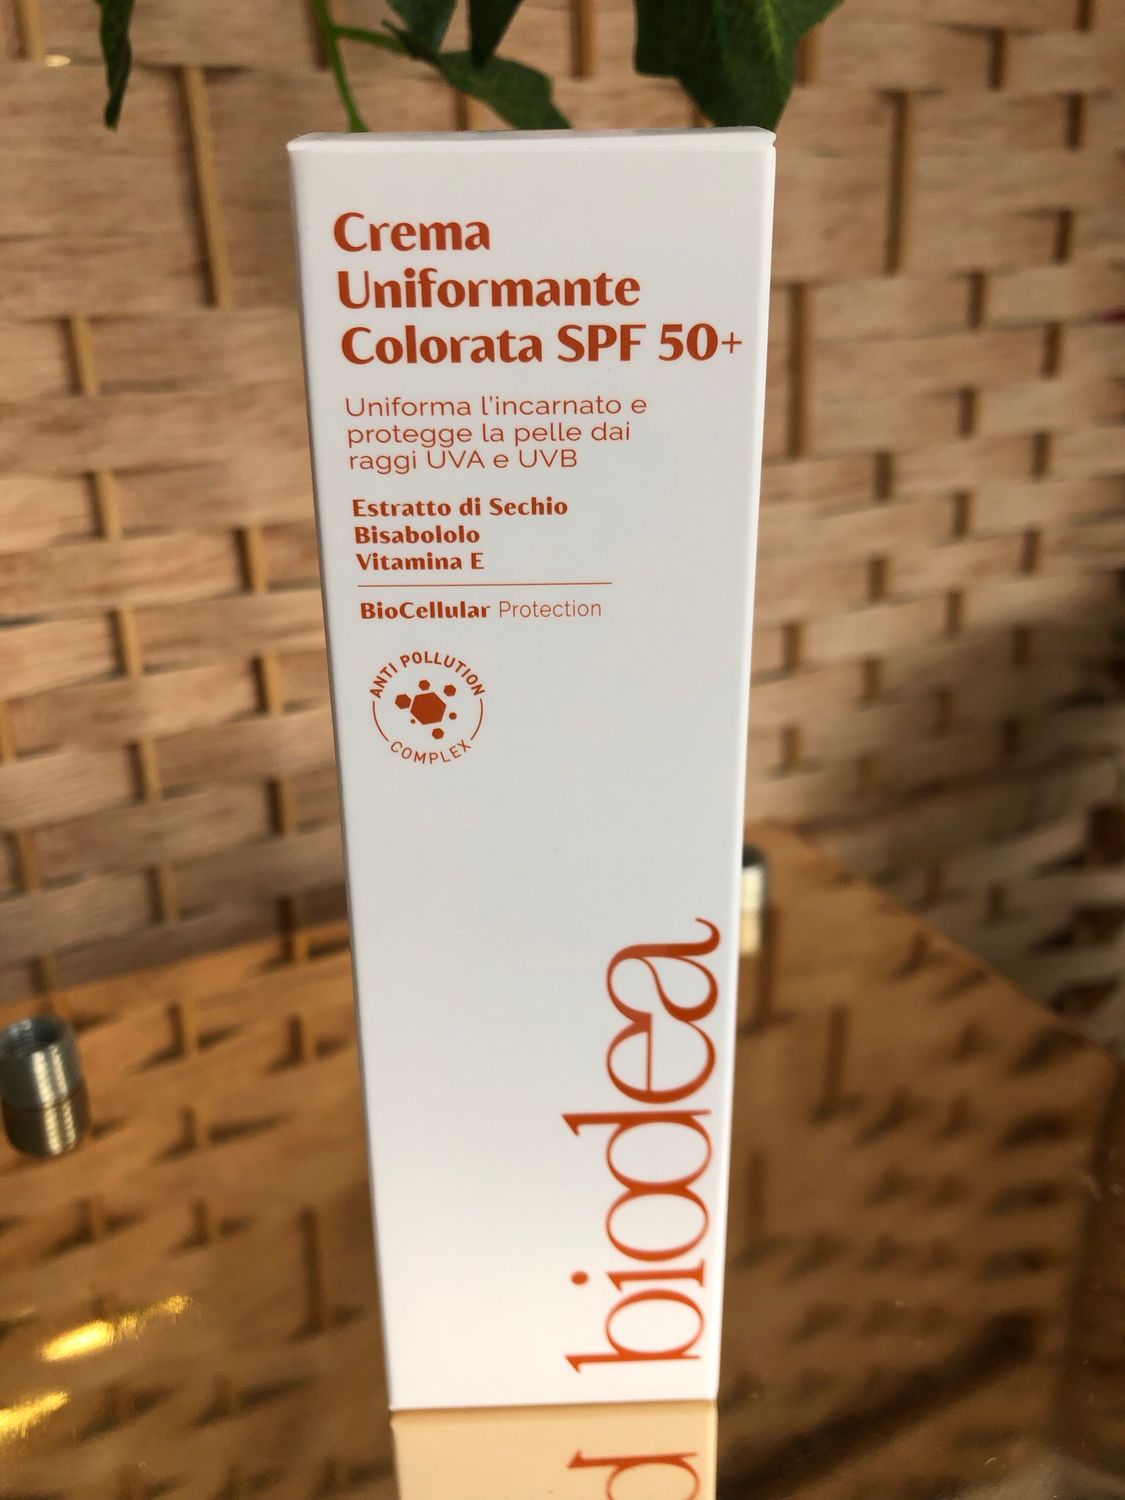 Crema
Uniformante
Colorata SPF 50+
Uniforma l'incarnato e
protegge la pelle dai
raggi UVA e UVB
Estratto di Sechio
Bisabololo
Vitamina E
BioCellular Protection
ANTI POLLUTION
COMPLEX
biodea